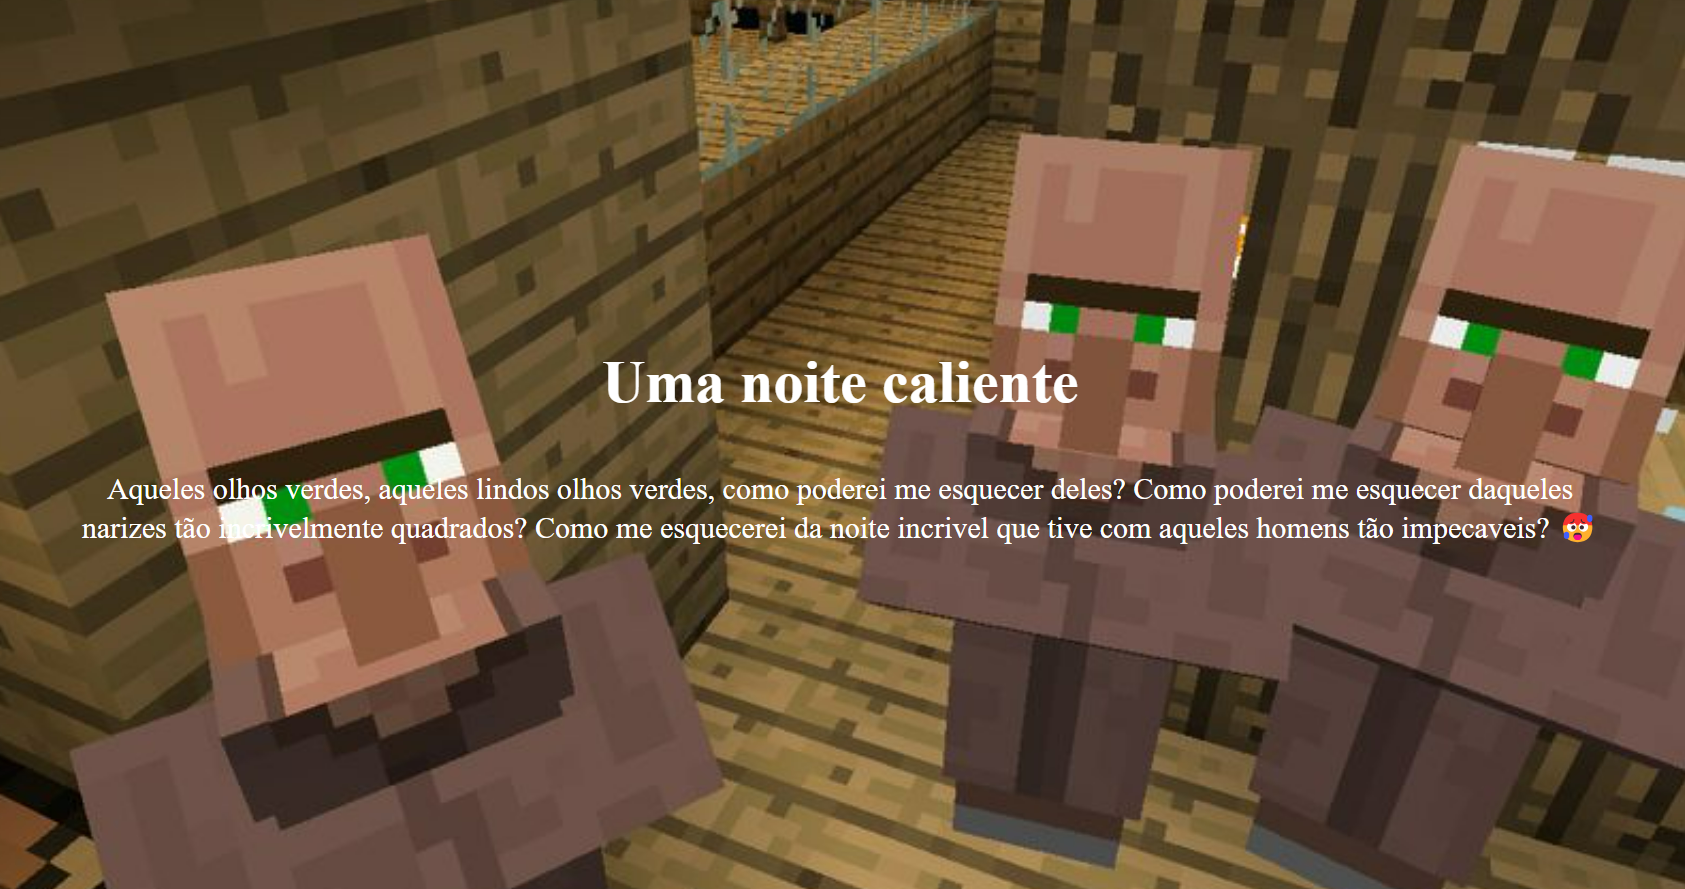 Uma noite caliente
Aqueles olhos verdes, aqueles lindos olhos verdes, como poderei me esquecer deles? Como poderei me esquecer daqueles
narizes tão incrivelmente quadrados? Como me esquecerei da noite incrivel que tive com aqueles homens tão impecaveis? 🥵